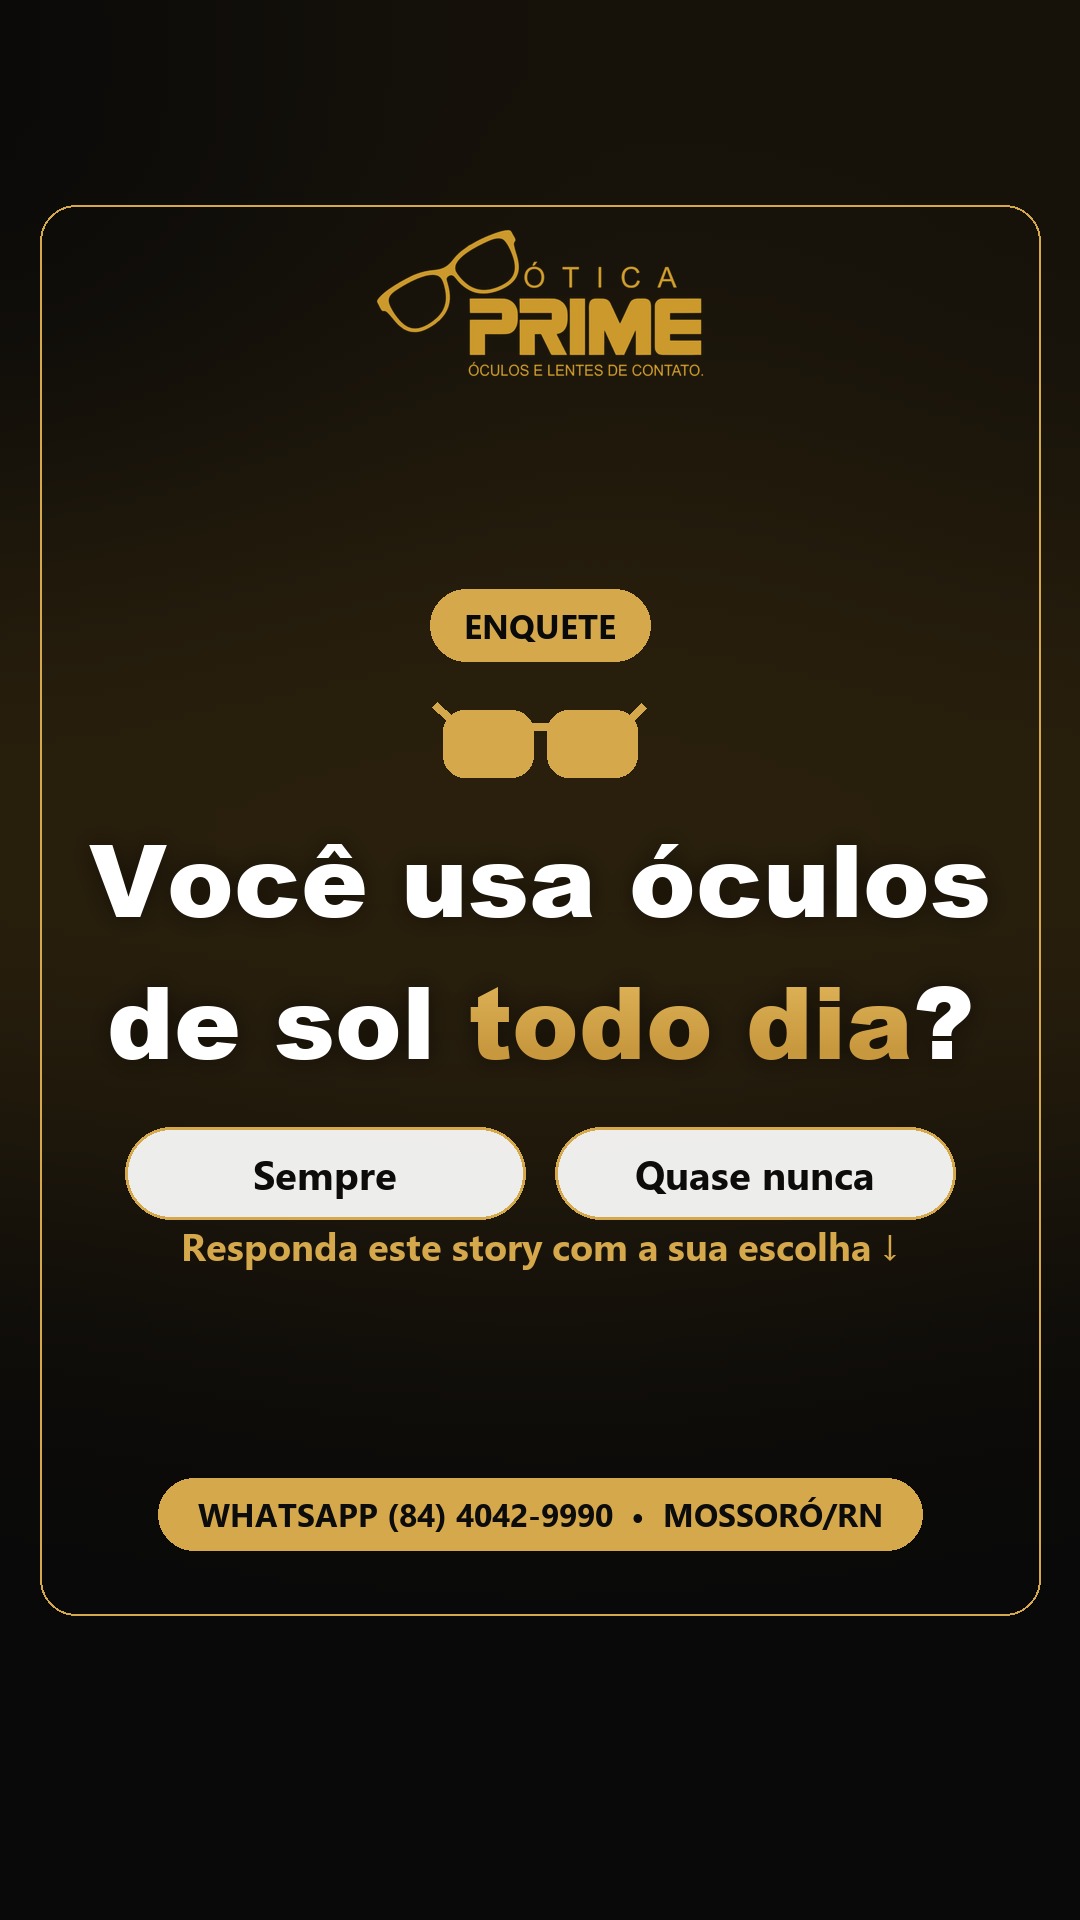 ÓTICA
PRIME
ÓCULOS E LENTES DE CONTATO.
ENQUETE
Você usa óculos
de sol todo dia?
Sempre
Quase nunca
Responda este story com a sua escolha ↓
WHATSAPP (84) 4042-9990 • MOSSORÓ/RN